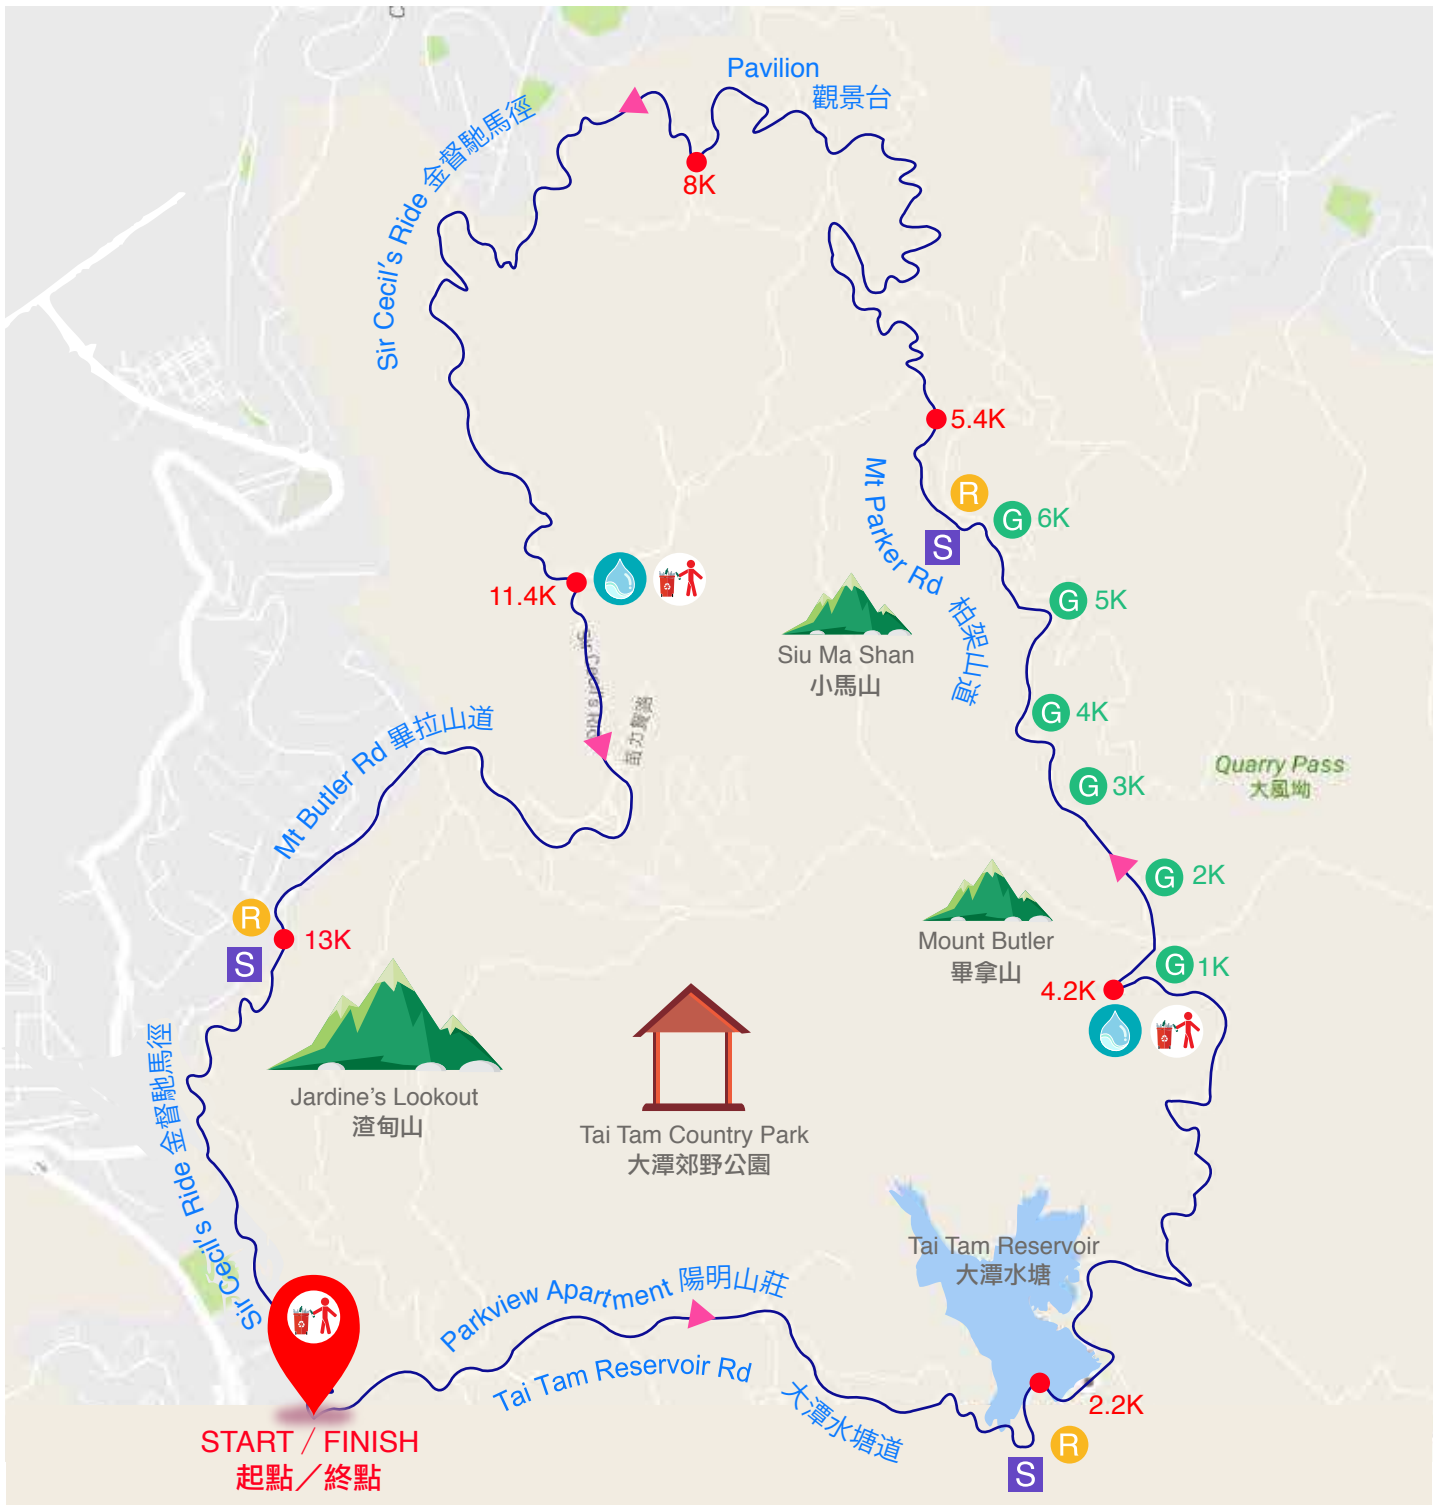 Pavilion
觀景台
Sir Cecil's Ride 金督馳馬徑
8K
5.4K
Mt Parker Rd 柏架山道
R
G 6K
S
G 5K
11.4K
Siu Ma Shan
小馬山
Sir Cecil's Ride
G 4K
Mt Butler Rd 畢拉山道
Quarry Pass
大風坳
G 3K
G 2K
R
13K
S
Mount Butler
畢拿山
G 1K
4.2K
Jardine's Lookout
渣甸山
Tai Tam Country Park
大潭郊野公園
Sir Cecil's Ride 金督馳馬徑
Tai Tam Reservoir
大潭水塘
Parkview Apartment 陽明山莊
Tai Tam Reservoir Rd 大潭水塘道
2.2K
R
S
START / FINISH
起點／終點